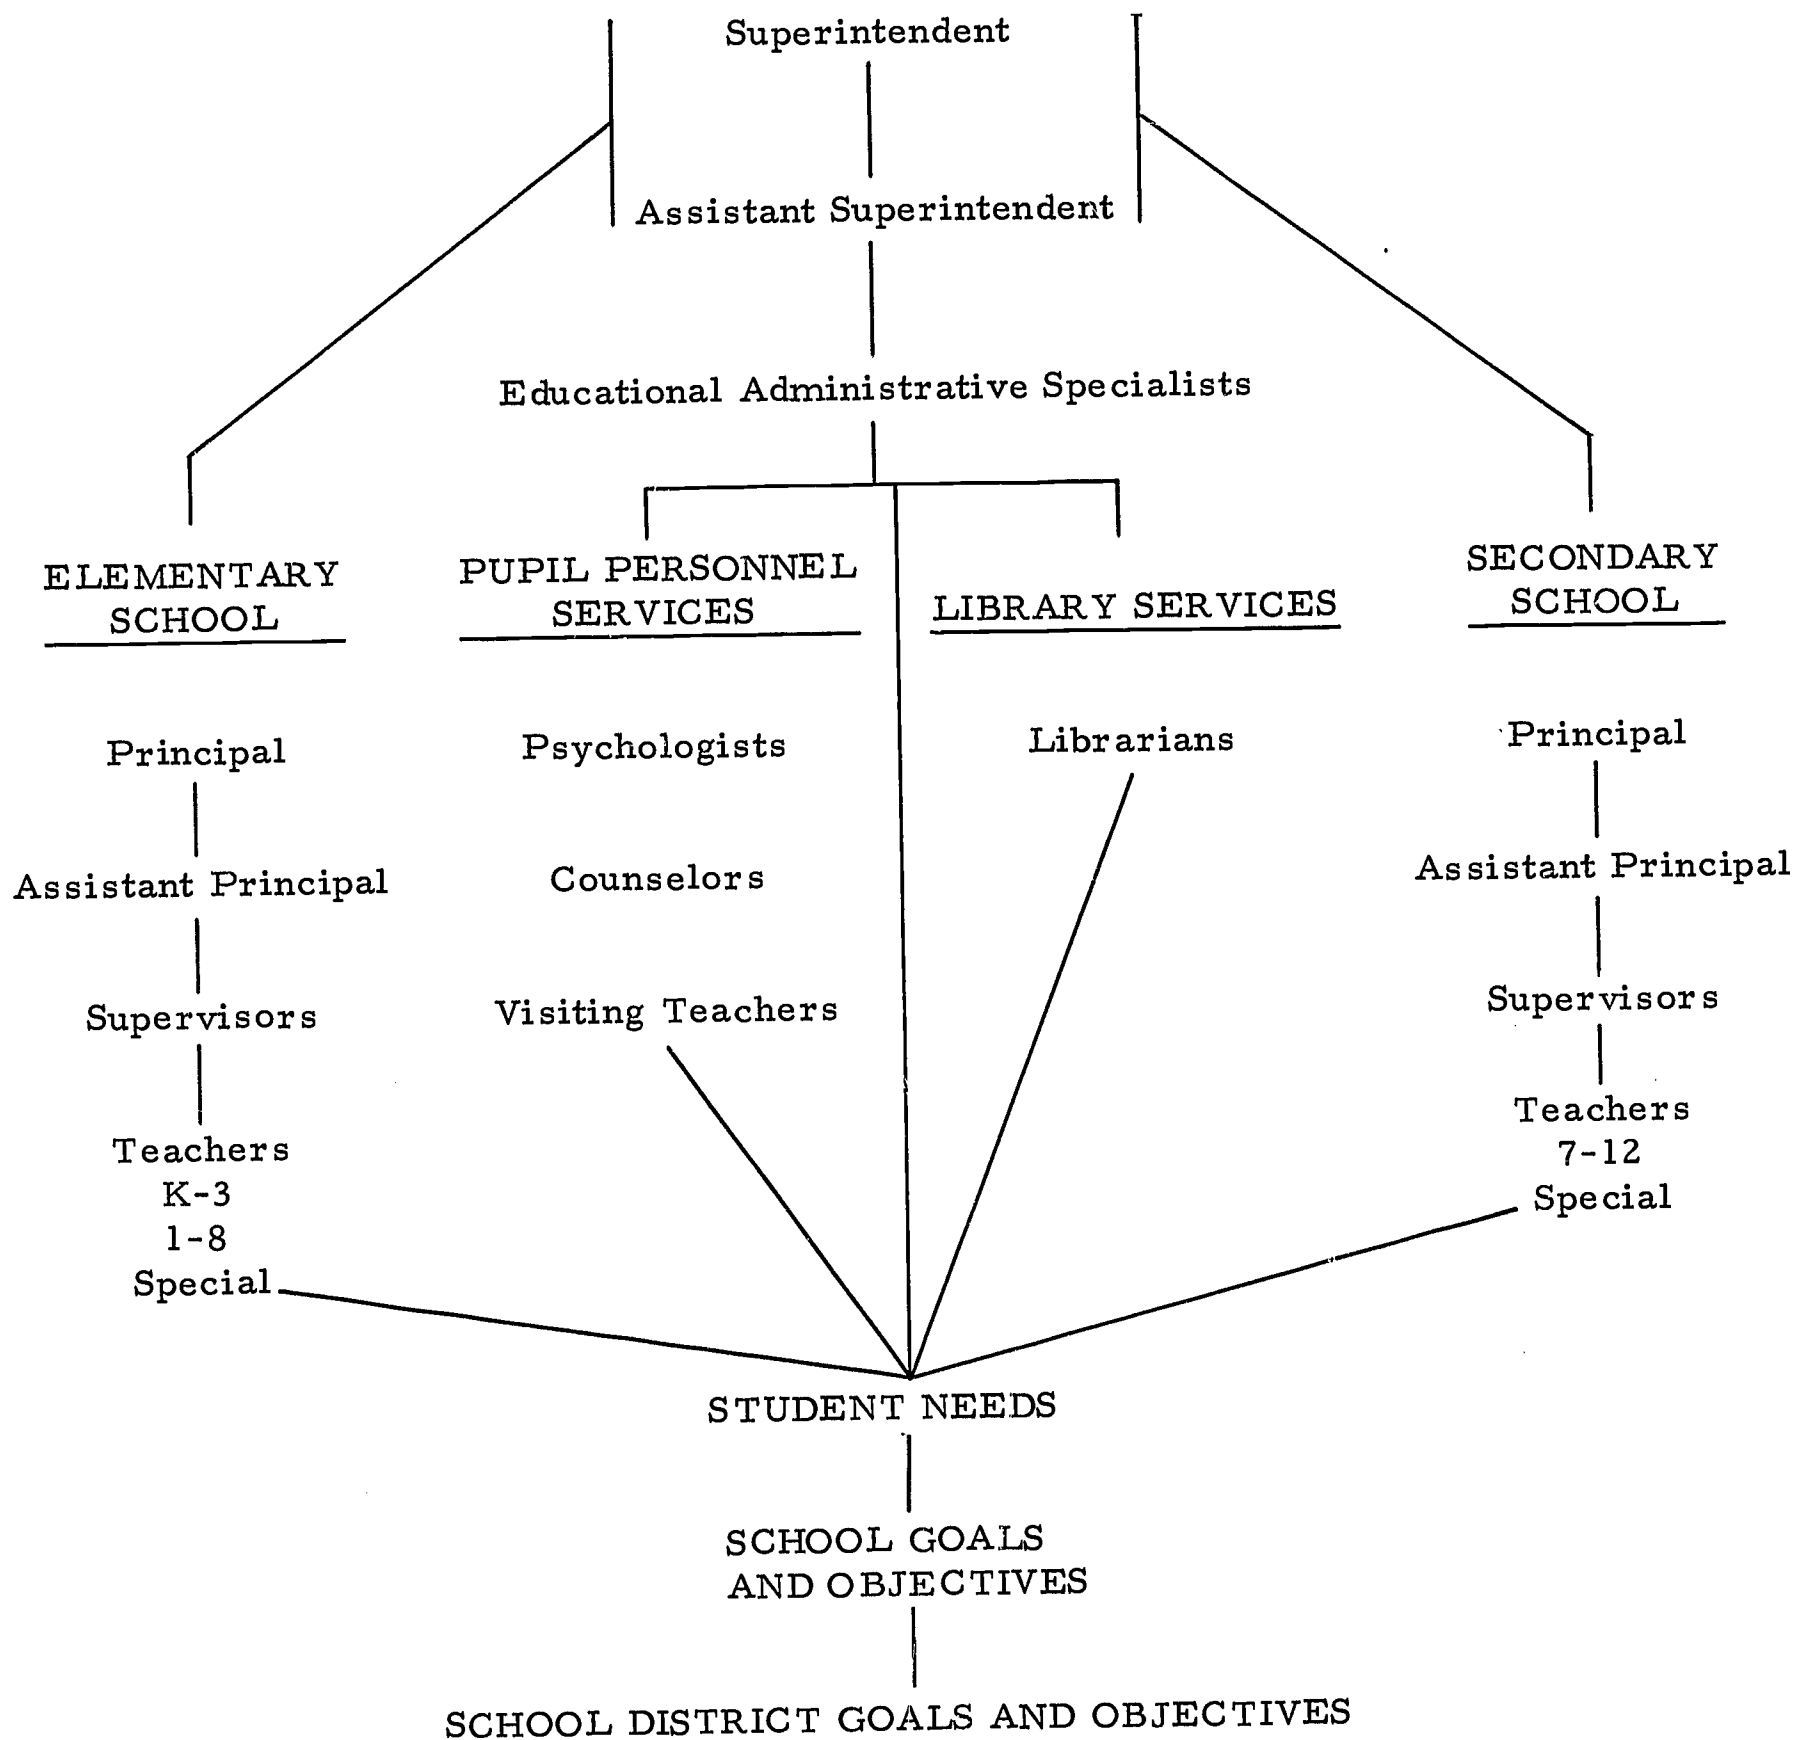 Superintendent
Assistant Superintendent
Educational Administrative Specialists
ELEMENTARY
SCHOOL
PUPIL PERSONNEL
SERVICES
LIBRARY SERVICES
SECONDARY
SCHOOL
Principal
Assistant Principal
Supervisors
Teachers
K-3
1-8
Special
Psychologists
Counselors
Visiting Teachers
Librarians
Principal
Assistant Principal
Supervisors
Teachers
7-12
Special
STUDENT NEEDS
SCHOOL GOALS
AND OBJECTIVES
SCHOOL DISTRICT GOALS AND OBJECTIVES